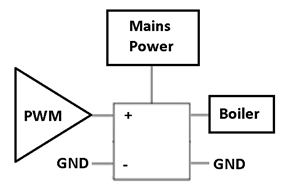 Mains
Power
PWM
+
Boiler
GND
-
GND